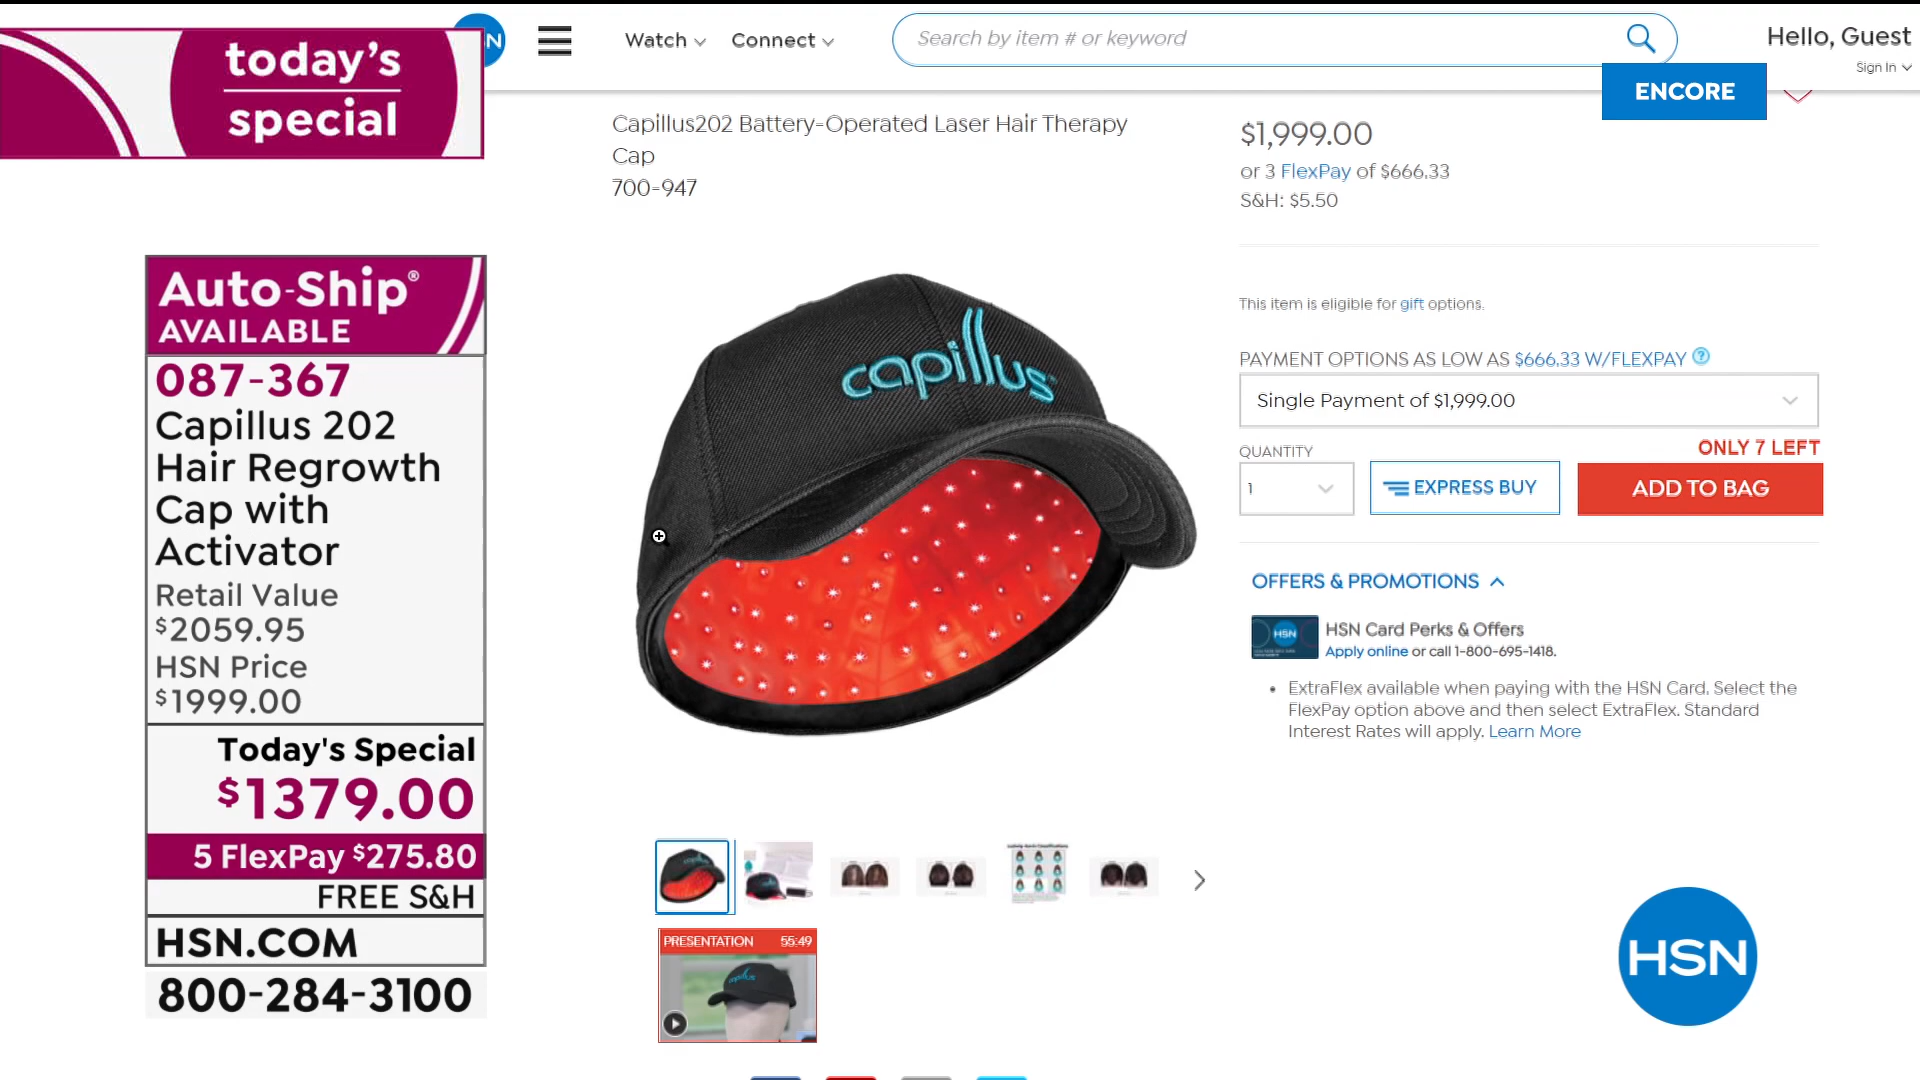 today's
special
N
Watch
Connect
Search by item # or keyword
Hello, Guest
Sign In
ENCORE
Capillus202 Battery-Operated Laser Hair Therapy
Cap
700-947
$1,999.00
or 3 FlexPay of $666.33
S&H: $5.50
This item is eligible for gift options.
PAYMENT OPTIONS AS LOW AS $666.33 W/FLEXPAY ?
Single Payment of $1,999.00
QUANTITY
ONLY 7 LEFT
1
EXPRESS BUY
ADD TO BAG
OFFERS & PROMOTIONS
HSN
HSN Card Perks & Offers
Apply online or call 1-800-695-1418.
• ExtraFlex available when paying with the HSN Card. Select the
FlexPay option above and then select ExtraFlex. Standard
Interest Rates will apply. Learn More
capillus
Auto-Ship®
AVAILABLE
087-367
Capillus 202
Hair Regrowth
Cap with
Activator
Retail Value
$2059.95
HSN Price
$1999.00
Today's Special
$1379.00
5 FlexPay $275.80
FREE S&H
HSN.COM
800-284-3100
PRESENTATION 55:49
capillus
HSN